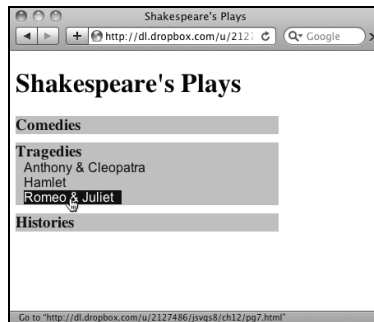 Shakespeare's Plays
http://dl.dropbox.com/u/2127 Google
Shakespeare's Plays
Comedies
Tragedies
Anthony & Cleopatra
Hamlet
Romeo & Juliet
Histories
Go to "http://dl.dropbox.com/u/2127486/jsvqs8/ch12/pg7.html"